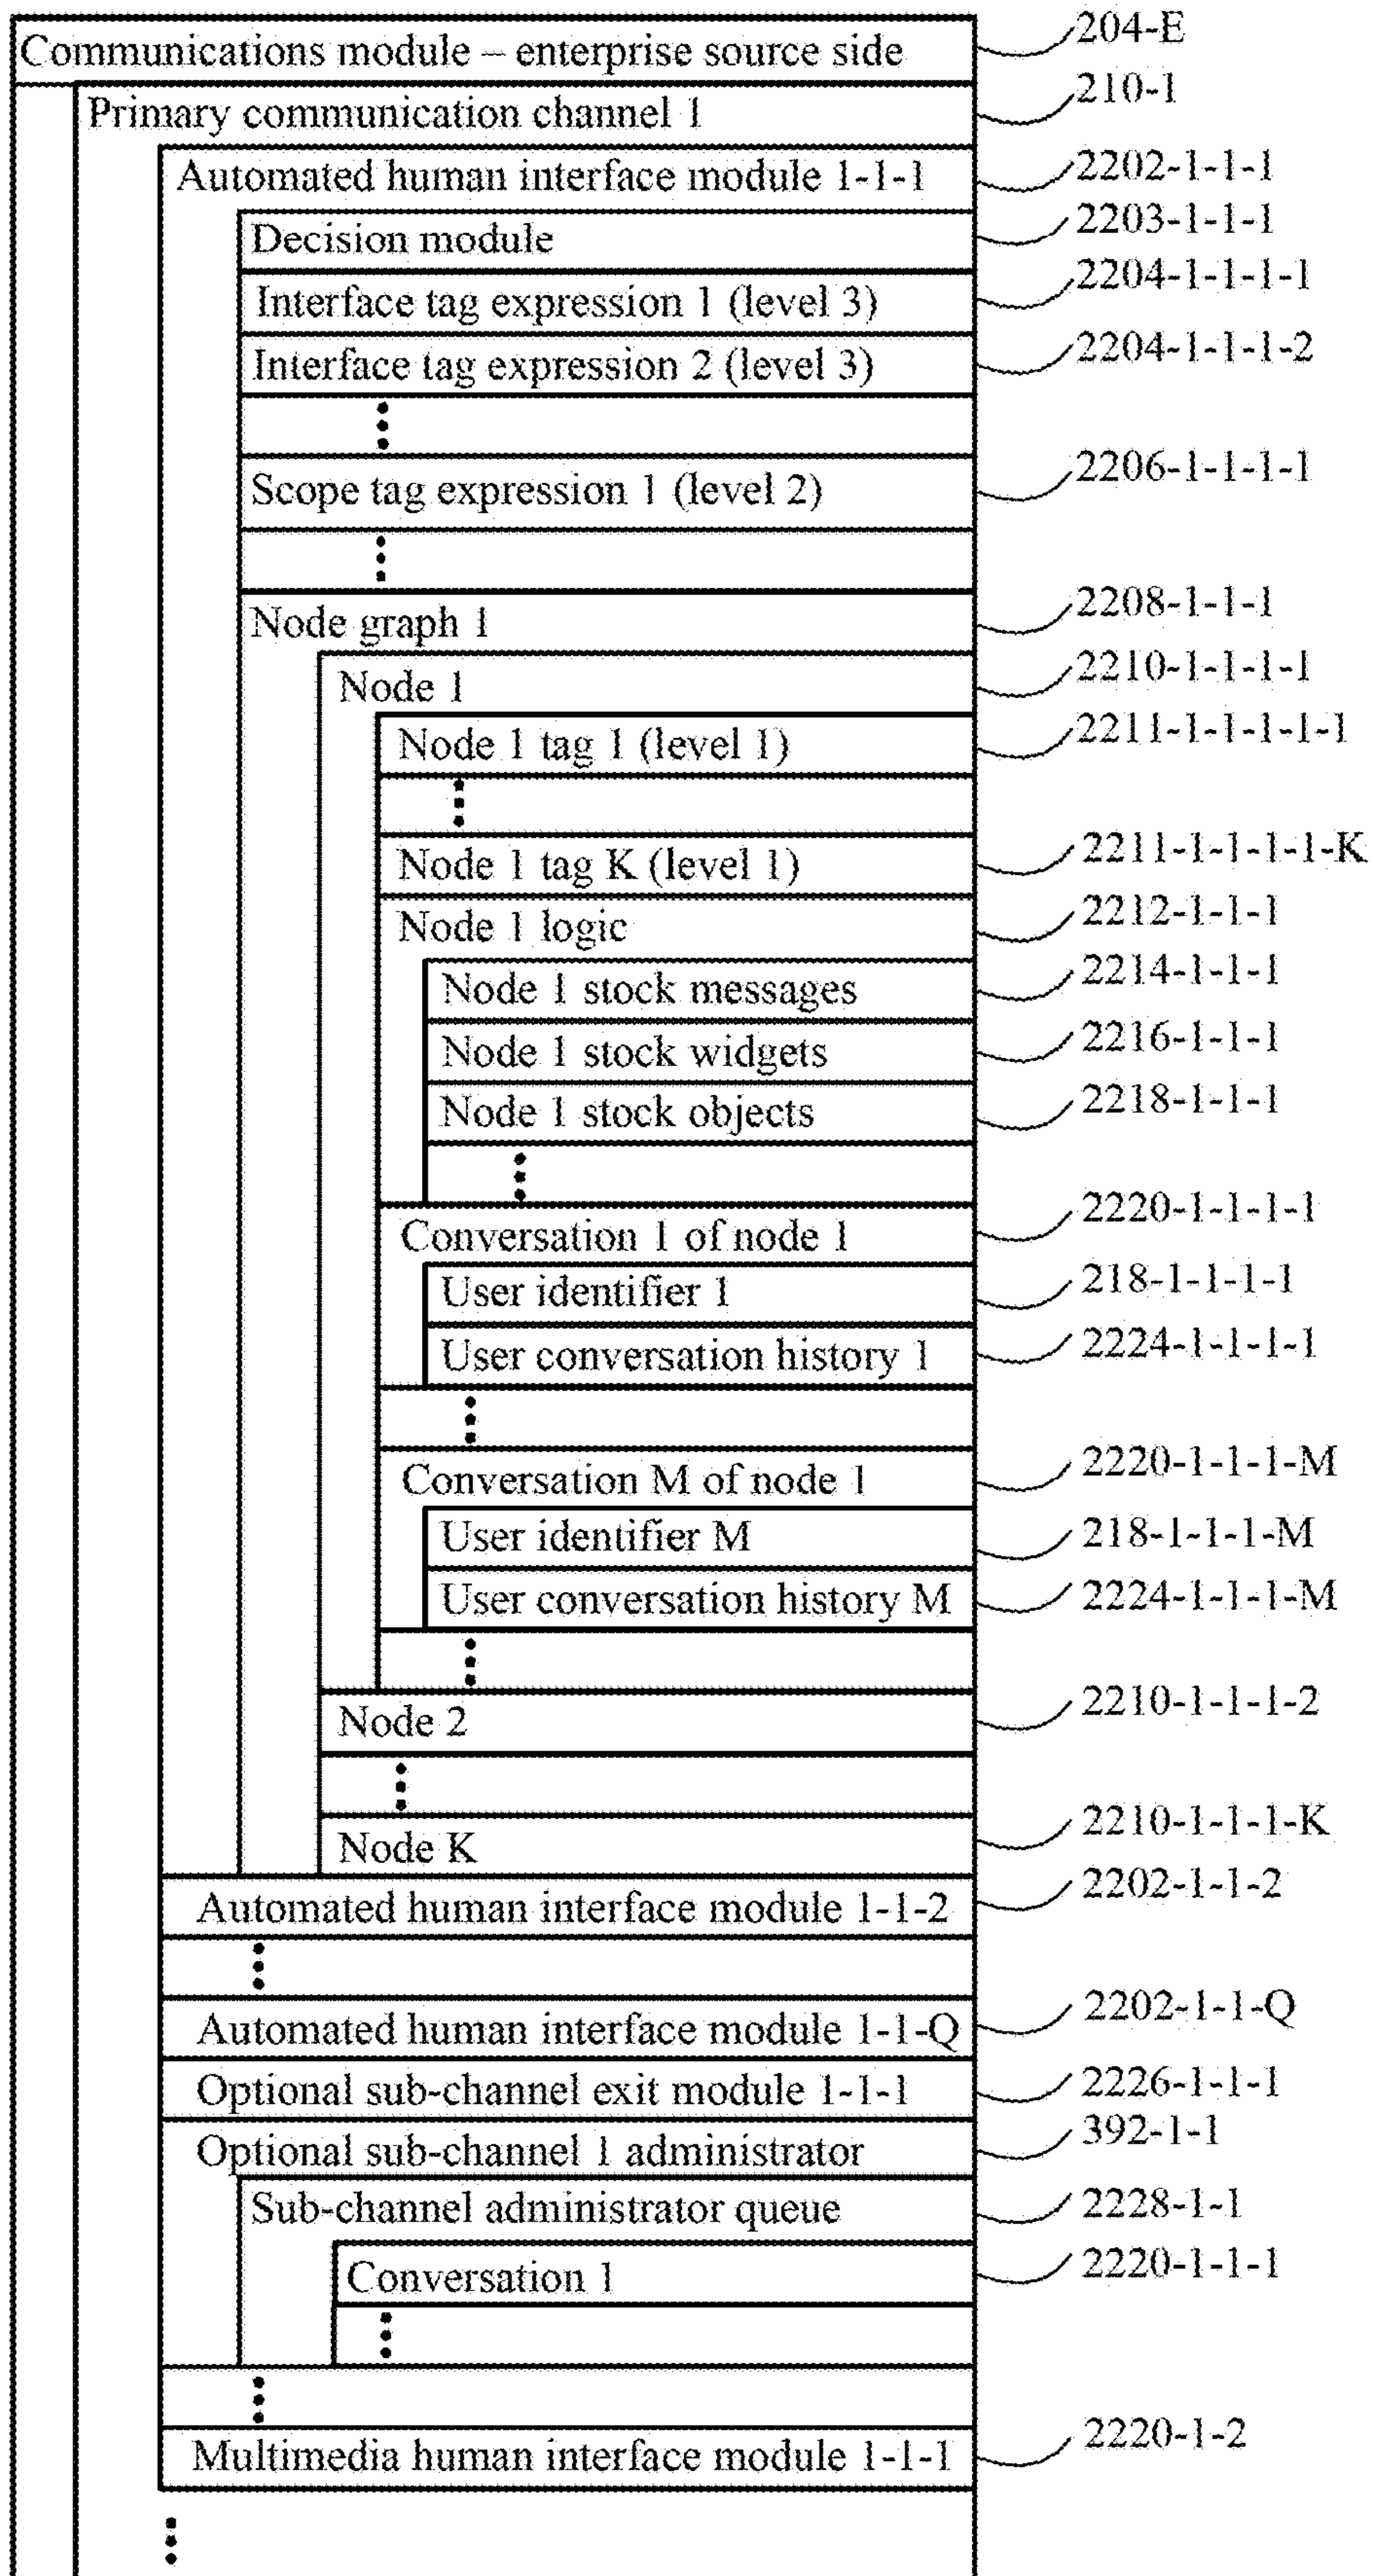 Communications module – enterprise source side 204-E
Primary communication channel 1 210-1
Automated human interface module 1-1-1 2202-1-1-1
Decision module 2203-1-1-1
Interface tag expression 1 (level 3) 2204-1-1-1-1
Interface tag expression 2 (level 3) 2204-1-1-1-2
Scope tag expression 1 (level 2) 2206-1-1-1-1
Node graph 1 2208-1-1-1
Node 1 2210-1-1-1-1
Node 1 tag 1 (level 1) 2211-1-1-1-1-1
Node 1 tag K (level 1) 2211-1-1-1-1-K
Node 1 logic 2212-1-1-1
Node 1 stock messages 2214-1-1-1
Node 1 stock widgets 2216-1-1-1
Node 1 stock objects 2218-1-1-1
Conversation 1 of node 1 2220-1-1-1-1
User identifier 1 218-1-1-1-1
User conversation history 1 2224-1-1-1-1
Conversation M of node 1 2220-1-1-1-M
User identifier M 218-1-1-1-M
User conversation history M 2224-1-1-1-M
Node 2 2210-1-1-1-2
Node K 2210-1-1-1-K
Automated human interface module 1-1-2 2202-1-1-2
Automated human interface module 1-1-Q 2202-1-1-Q
Optional sub-channel exit module 1-1-1 2226-1-1-1
Optional sub-channel 1 administrator 392-1-1
Sub-channel administrator queue 2228-1-1
Conversation 1 2220-1-1-1
Multimedia human interface module 1-1-1 2220-1-2